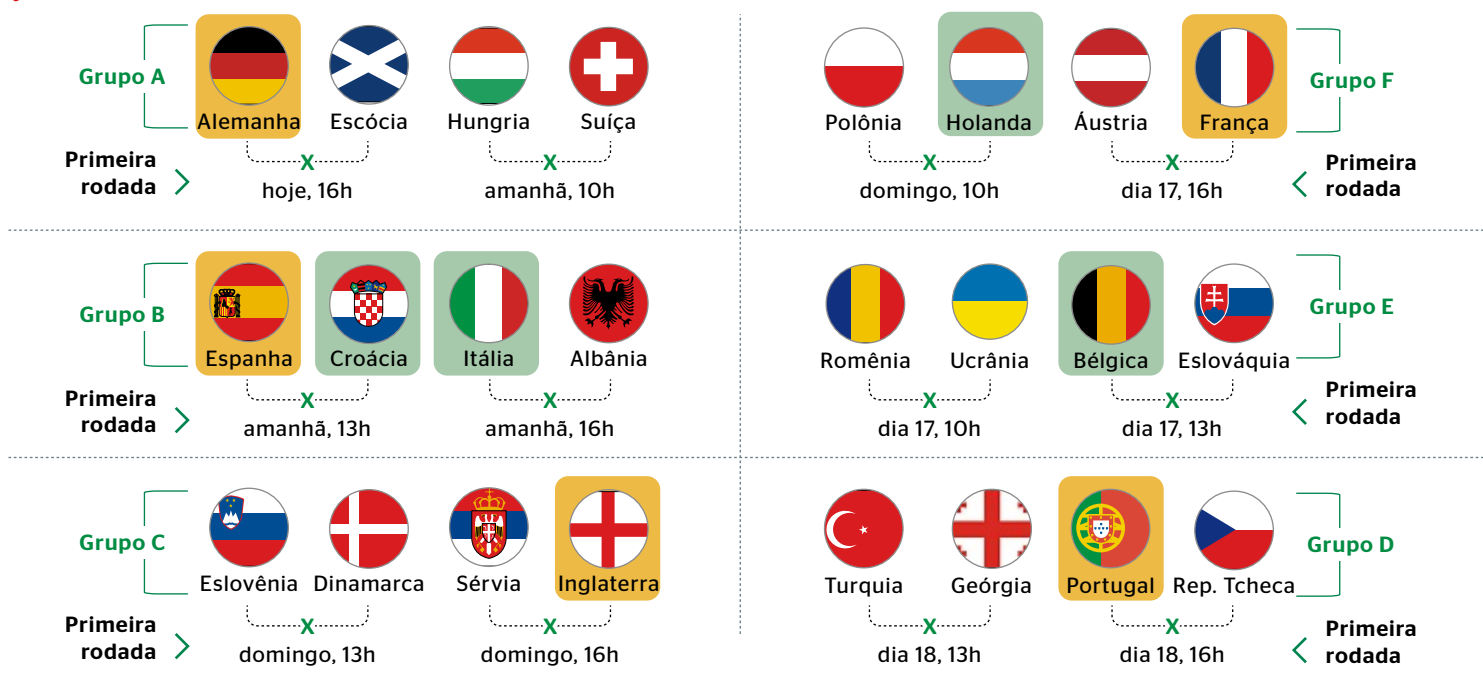 Grupo A
Alemanha Escócia Hungria Suíça
Primeira
rodada
X X
hoje, 16h amanhã, 10h
Grupo F
Polônia Holanda Áustria França
Primeira
rodada
X X
domingo, 10h dia 17, 16h
Grupo B
Espanha Croácia Itália Albânia
Primeira
rodada
X X
amanhã, 13h amanhã, 16h
Grupo E
Romênia Ucrânia Bélgica Eslováquia
Primeira
rodada
X X
dia 17, 10h dia 17, 13h
Grupo C
Eslovênia Dinamarca Sérvia Inglaterra
Primeira
rodada
X X
domingo, 13h domingo, 16h
Grupo D
Turquia Geórgia Portugal Rep. Tcheca
Primeira
rodada
X X
dia 18, 13h dia 18, 16h